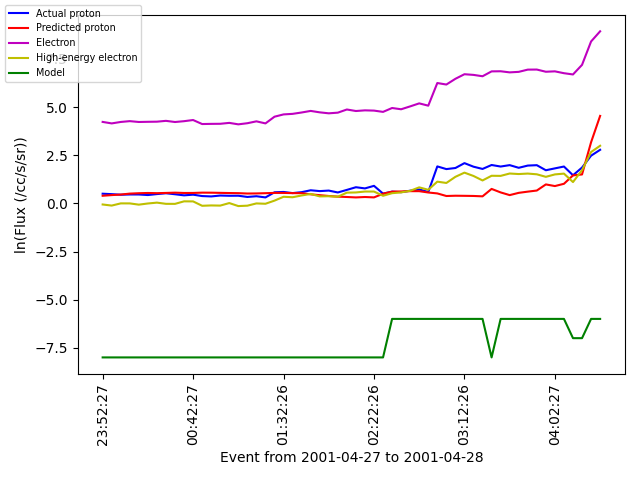 Actual proton
Predicted proton
Electron
High-energy electron
Model
5.0
2.5
0.0
−2.5
−5.0
−7.5
ln(Flux (/cc/s/sr))
23:52:27
00:42:27
01:32:26
02:22:26
03:12:26
04:02:27
Event from 2001-04-27 to 2001-04-28